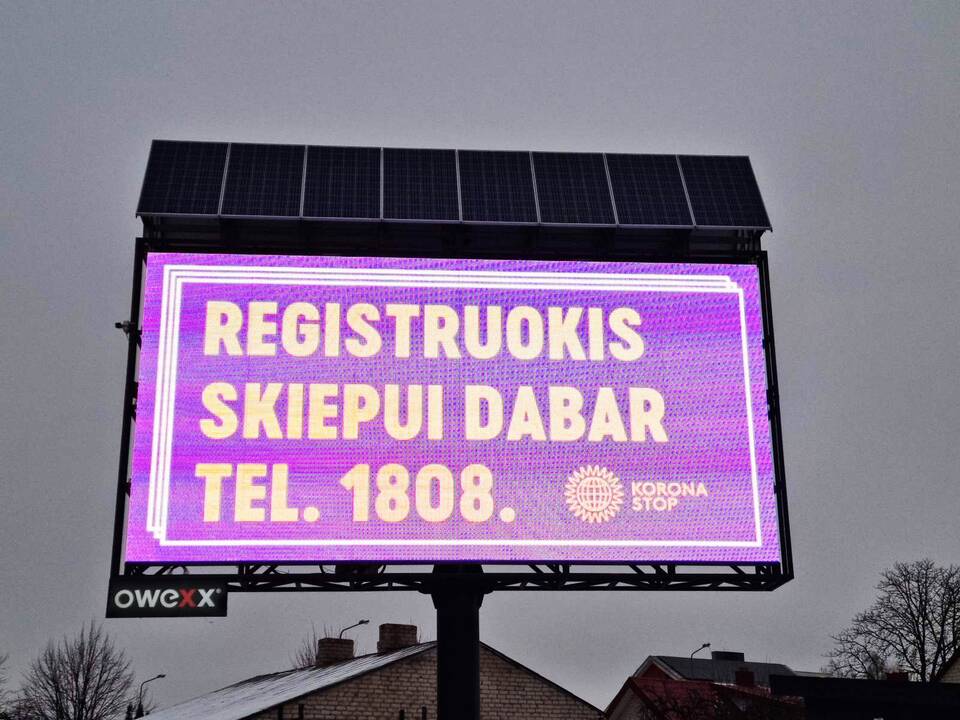 REGISTRUOKIS
SKIEPUI DABAR
TEL. 1808.
KORONA
STOP
owexx®